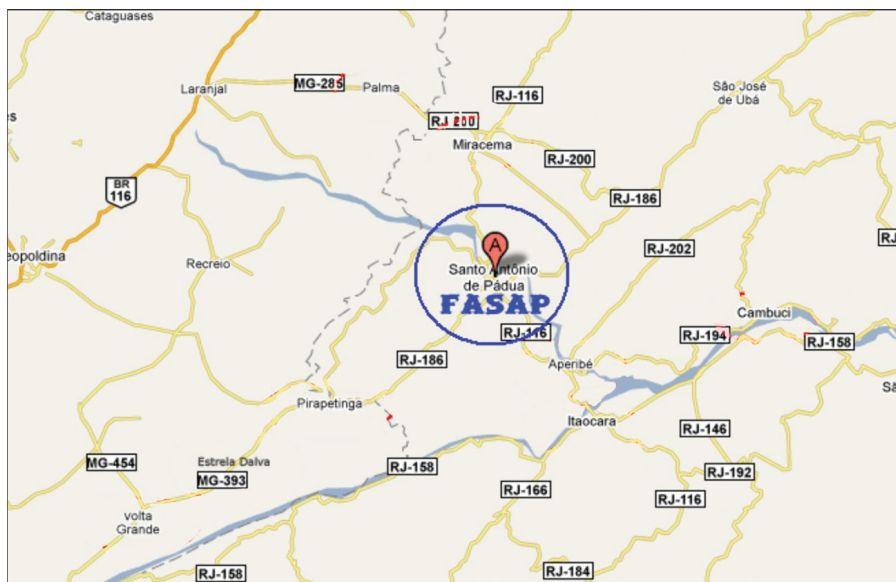 Cataguases
Laranjal
MG-285
Palma
RJ-116
São José
de Ubá
RJ 200
Miracema
RJ-200
BR
116
RJ-186
RJ-202
eopoldina
Recreio
A
Santo Antônio
de Pádua
FASAP
RJ-116
Cambuci
RJ-194
RJ-158
RJ-186
Aperibé
Pirapetinga
Itaocara
RJ-146
MG-454
Estrela Dalva
MG-393
RJ-158
RJ-192
RJ-166
RJ-116
volta
Grande
RJ-158
RJ-184